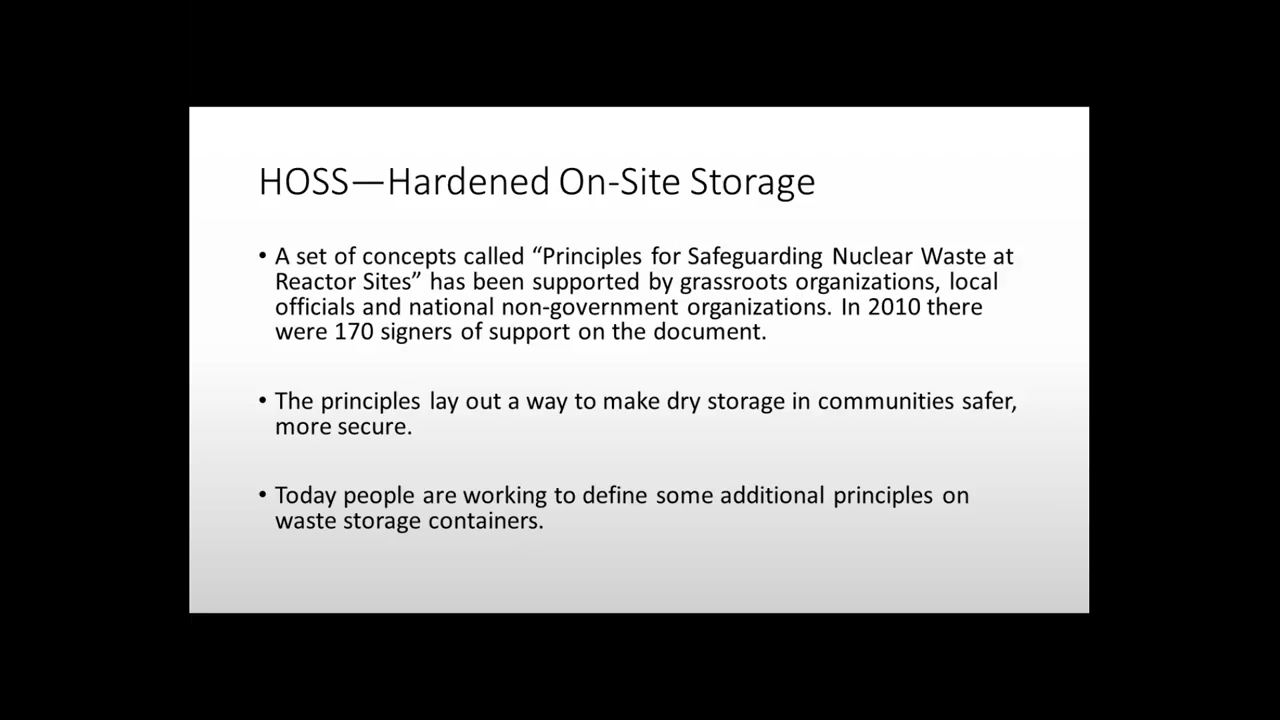 HOSS—Hardened On-Site Storage
• A set of concepts called “Principles for Safeguarding Nuclear Waste at
Reactor Sites” has been supported by grassroots organizations, local
officials and national non-government organizations. In 2010 there
were 170 signers of support on the document.
• The principles lay out a way to make dry storage in communities safer,
more secure.
• Today people are working to define some additional principles on
waste storage containers.